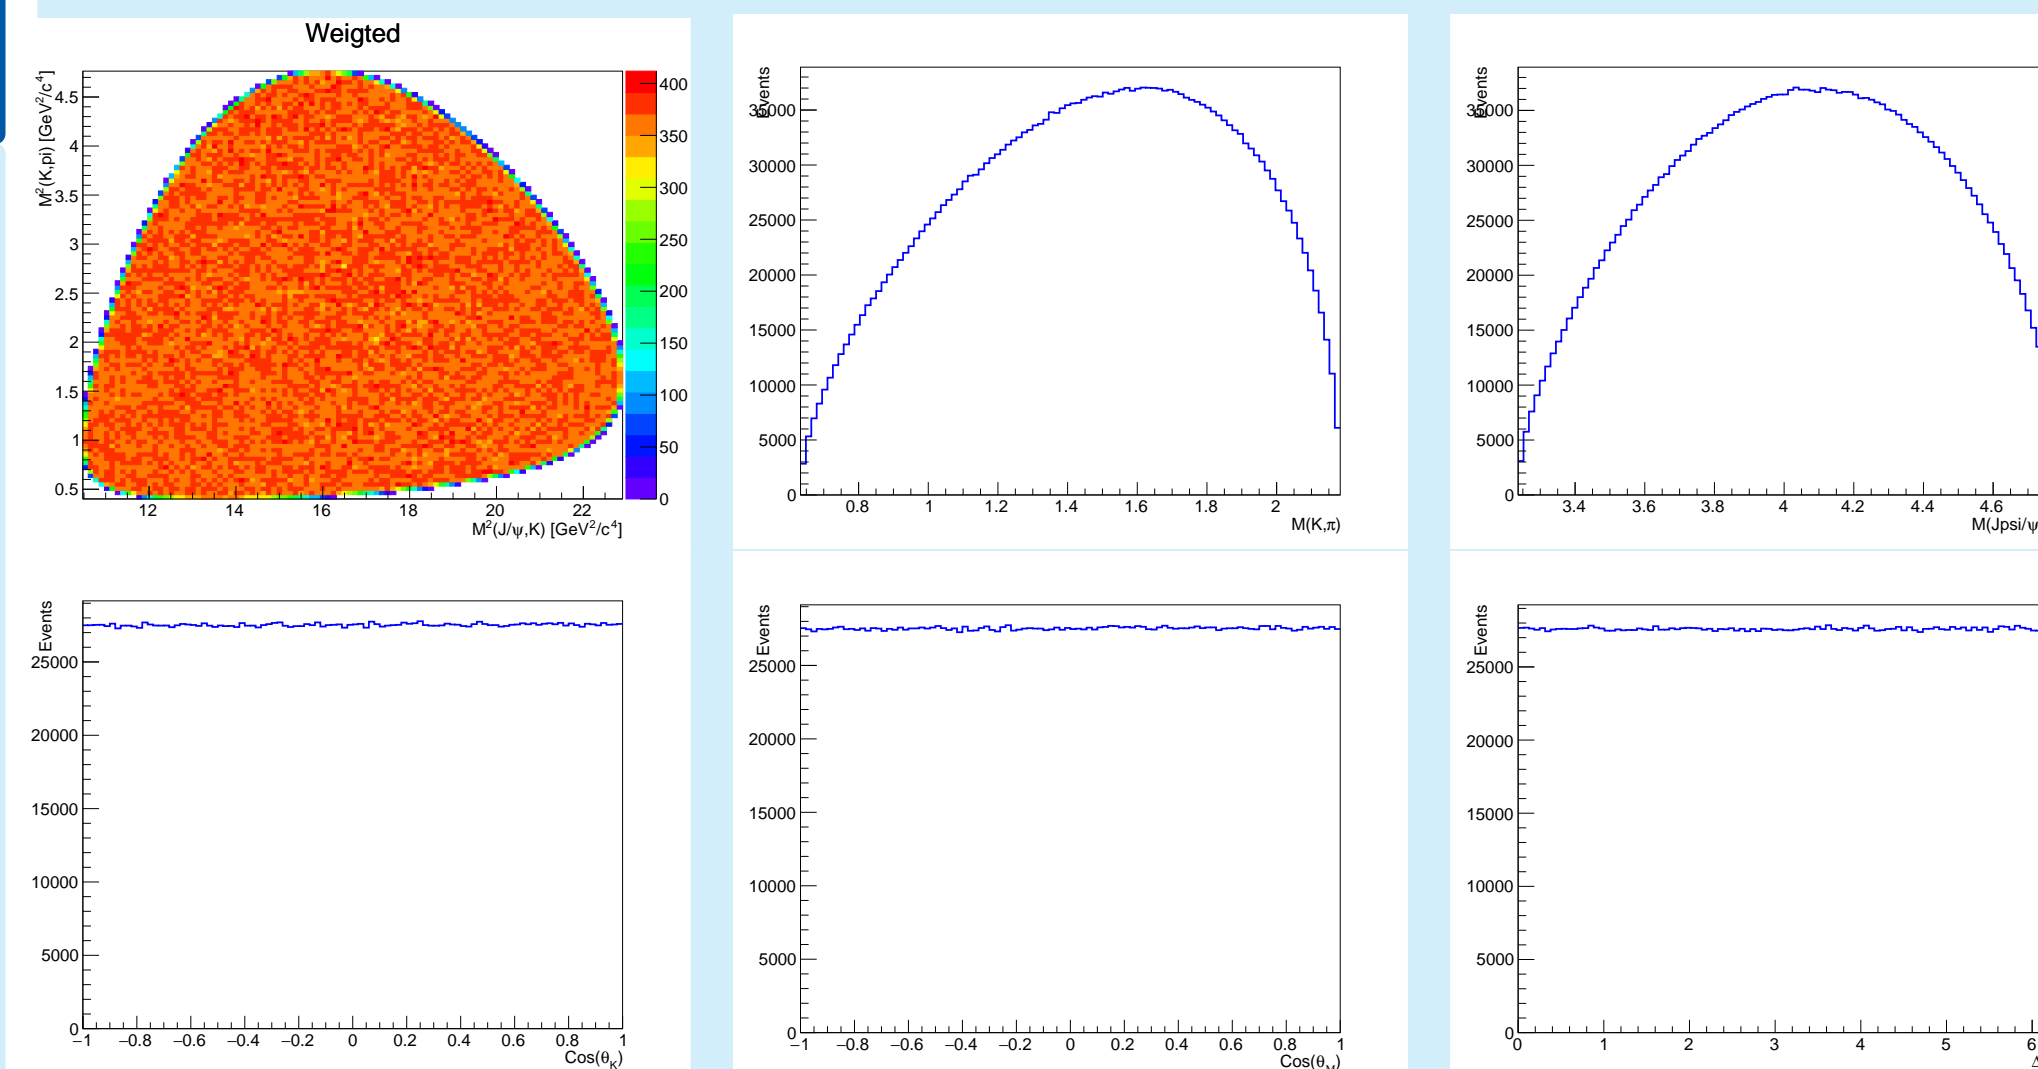 Weigted
M²(K,pi) [GeV²/c⁴]
4.5
4
3.5
3
2.5
2
1.5
1
0.5
12 14 16 18 20 22
M²(J/ψ,K) [GeV²/c⁴]
400
350
300
250
200
150
100
50
0
Events
35000
30000
25000
20000
15000
10000
5000
0
0.8 1 1.2 1.4 1.6 1.8 2
M(K,π)
Events
35000
30000
25000
20000
15000
10000
5000
0
3.4 3.6 3.8 4 4.2 4.4 4.6
M(Jpsi/ψ
Events
25000
20000
15000
10000
5000
0
−1 −0.8 −0.6 −0.4 −0.2 0 0.2 0.4 0.6 0.8 1
Cos(θ_K)
Events
25000
20000
15000
10000
5000
0
−1 −0.8 −0.6 −0.4 −0.2 0 0.2 0.4 0.6 0.8 1
Cos(θ_M)
Events
25000
20000
15000
10000
5000
0
0 1 2 3 4 5 6